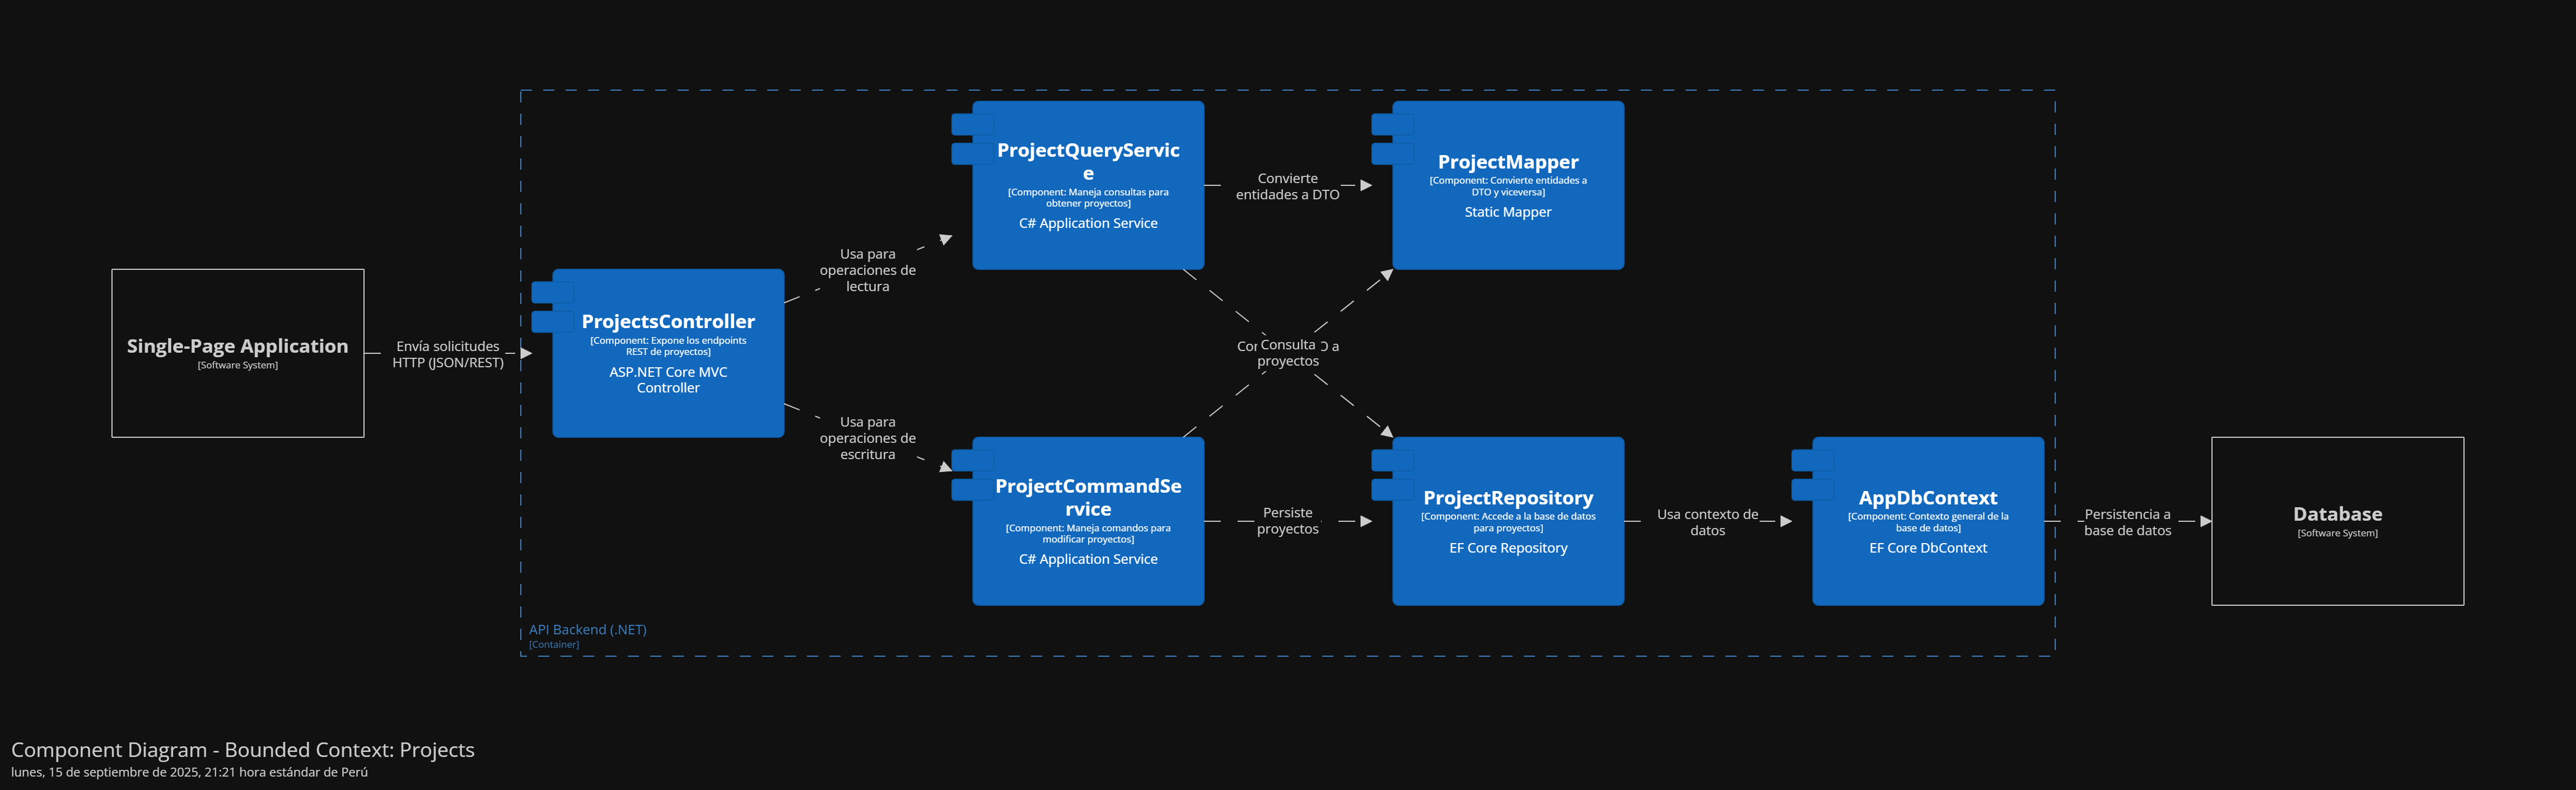 Single-Page Application
[Software System]
Envía solicitudes
HTTP (JSON/REST)
ProjectsController
[Component: Expone los endpoints
REST de proyectos]
ASP.NET Core MVC
Controller
Usa para
operaciones de
lectura
Usa para
operaciones de
escritura
ProjectQueryServic
e
[Component: Maneja consultas para
obtener proyectos]
C# Application Service
Convierte
entidades a DTO
ProjectMapper
[Component: Convierte entidades a
DTO y viceversa]
Static Mapper
Consulta
proyectos
ProjectCommandSe
rvice
[Component: Maneja comandos para
modificar proyectos]
C# Application Service
Persiste
proyectos
ProjectRepository
[Component: Accede a la base de datos
para proyectos]
EF Core Repository
Usa contexto de
datos
AppDbContext
[Component: Contexto general de la
base de datos]
EF Core DbContext
Persistencia a
base de datos
Database
[Software System]
API Backend (.NET)
[Container]
Component Diagram - Bounded Context: Projects
lunes, 15 de septiembre de 2025, 21:21 hora estándar de Perú